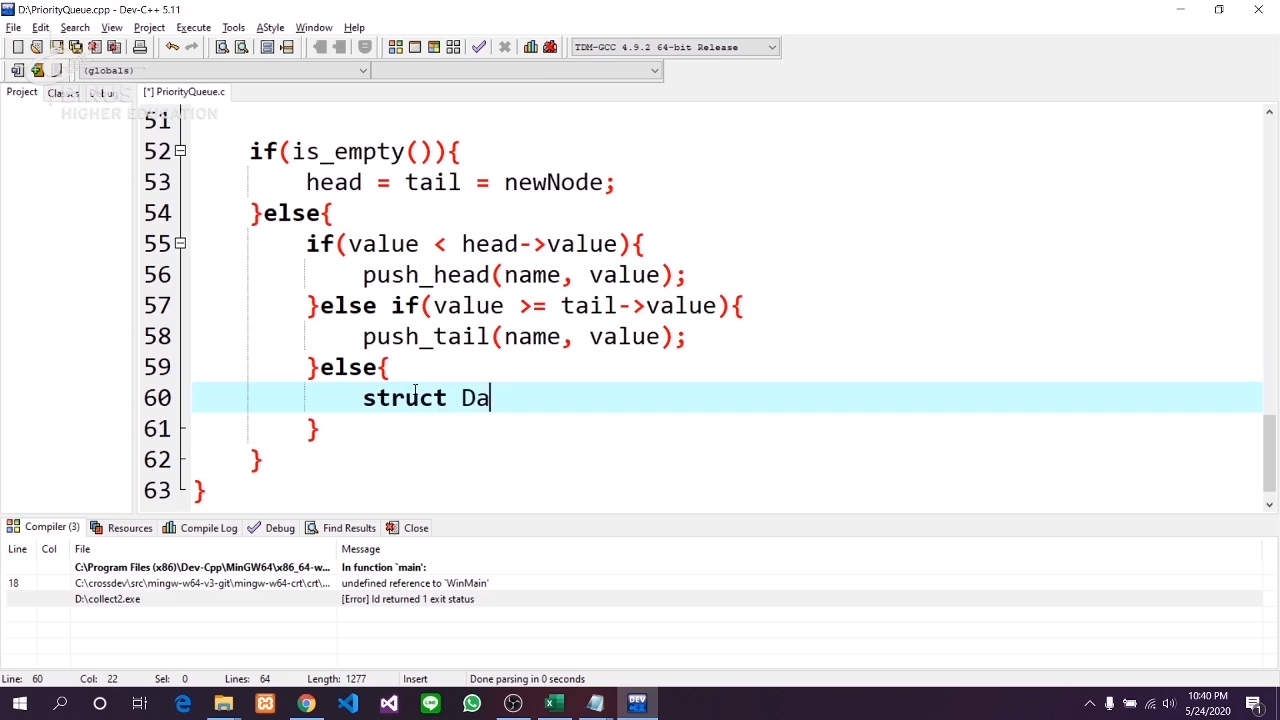 D:\PriorityQueue.cpp - Dev-C++ 5.11
File Edit Search View Project Execute Tools AStyle Window Help
TDM-GCC 4.9.2 64-bit Release
(globals)
Project Classes Debug [*] PriorityQueue.c
HIGHER EDUCATION
51
52 if(is_empty()){
53 head = tail = newNode;
54 }else{
55 if(value < head->value){
56 push_head(name, value);
57 }else if(value >= tail->value){
58 push_tail(name, value);
59 }else{
60 struct Da
61 }
62 }
63 }
Compiler (3) Resources Compile Log Debug Find Results Close
Line Col File Message
C:\Program Files (x86)\Dev-Cpp\MinGW64\x86_64-w... In function `main':
18 C:\crossdev\src\mingw-w64-v3-git\mingw-w64-crt\crt\... undefined reference to `WinMain'
D:\collect2.exe [Error] ld returned 1 exit status
Line: 60 Col: 22 Sel: 0 Lines: 64 Length: 1277 Insert Done parsing in 0 seconds
DEV
10:40 PM
5/24/2020